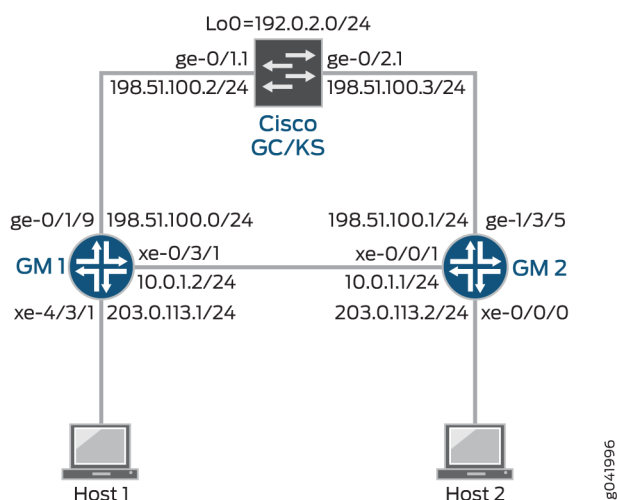 Lo0=192.0.2.0/24
ge-0/1.1 ge-0/2.1
198.51.100.2/24 198.51.100.3/24
Cisco
GC/KS
ge-0/1/9 198.51.100.0/24 198.51.100.1/24 ge-1/3/5
GM 1 xe-0/3/1 xe-0/0/1 GM 2
10.0.1.2/24 10.0.1.1/24
xe-4/3/1 203.0.113.1/24 203.0.113.2/24 xe-0/0/0
Host 1 Host 2
g041996